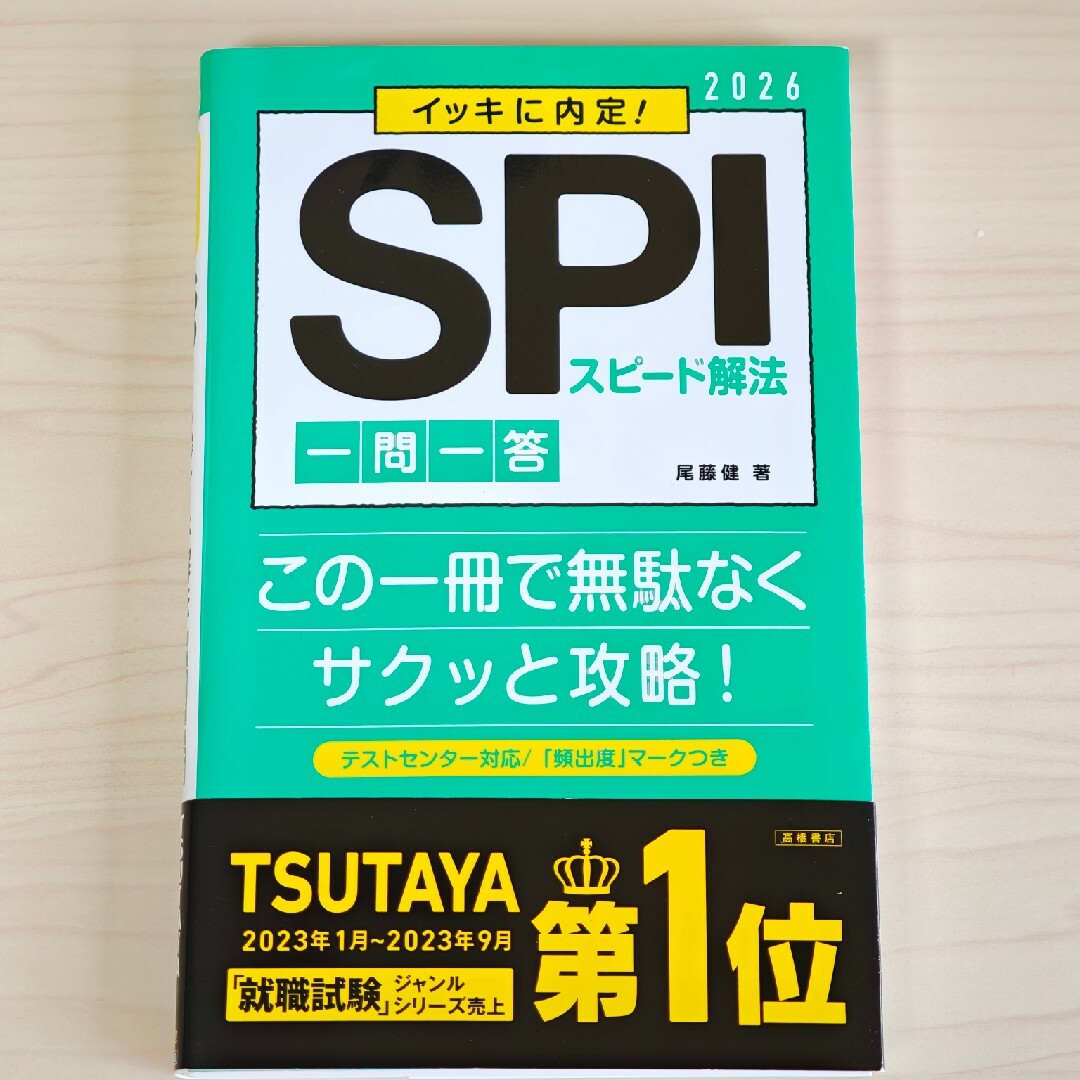 2026
イッキに内定!
SPI
スピード解法
一問一答
尾藤健 著
この一冊で無駄なく
サクッと攻略!
テストセンター対応/「頻出度」マークつき
高橋書店
TSUTAYA
2023年1月~2023年9月
「就職試験」ジャンル
シリーズ売上
第1位